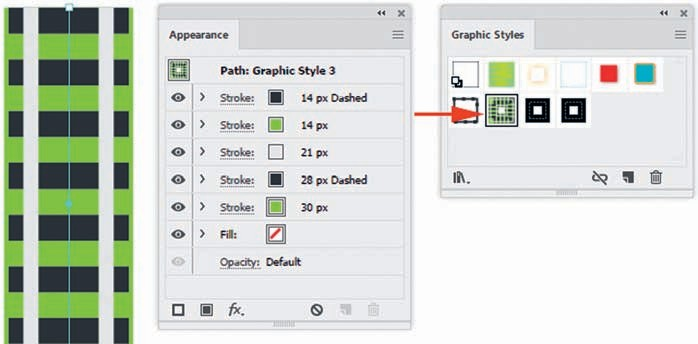 Appearance
Path: Graphic Style 3
Stroke: 14 px Dashed
Stroke: 14 px
Stroke: 21 px
Stroke: 28 px Dashed
Stroke: 30 px
Fill:
Opacity: Default
fx.
Graphic Styles